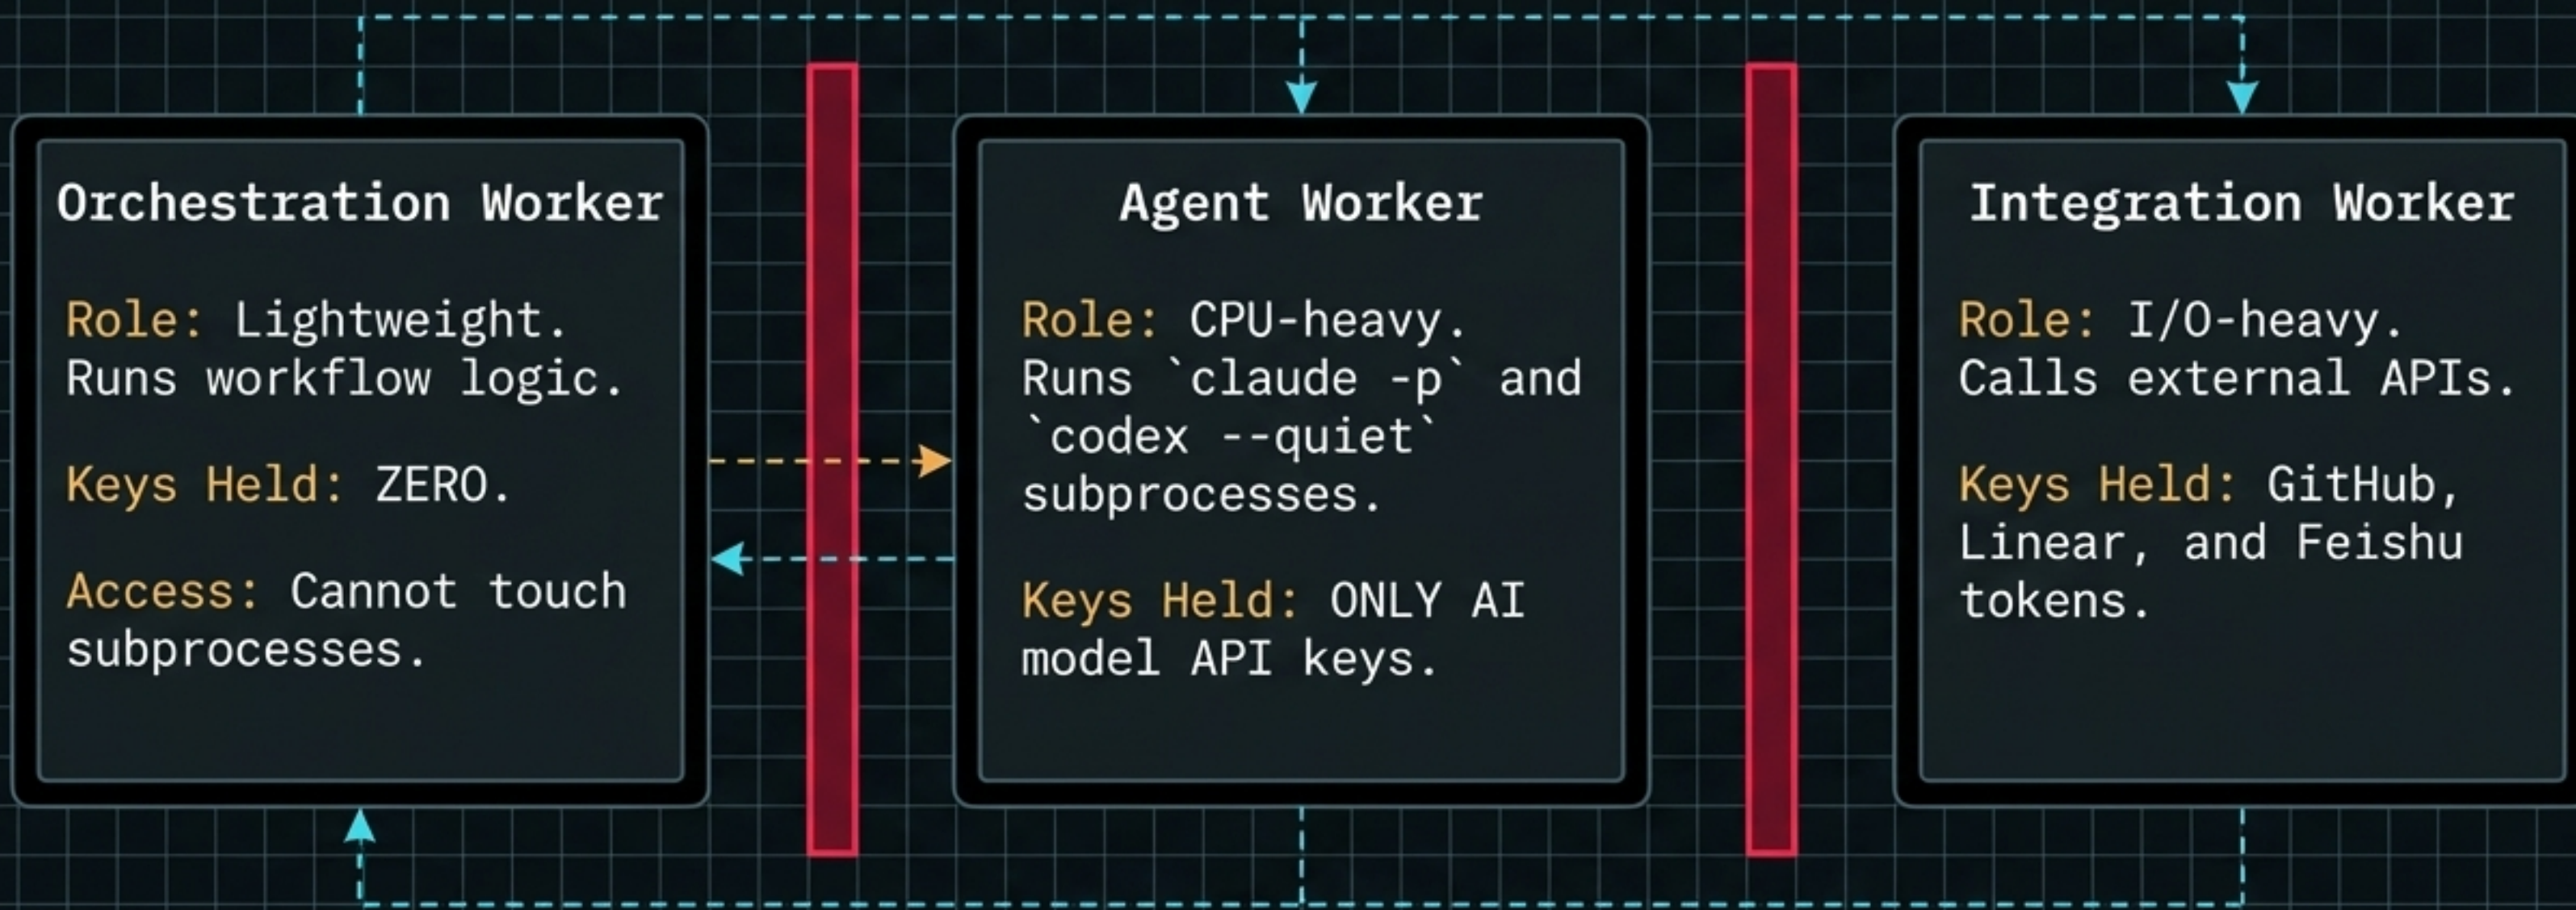 Orchestration Worker
Role: Lightweight.
Runs workflow logic.
Keys Held: ZERO.
Access: Cannot touch
subprocesses.
Agent Worker
Role: CPU-heavy.
Runs `claude -p` and
`codex --quiet`
subprocesses.
Keys Held: ONLY AI
model API keys.
Integration Worker
Role: I/O-heavy.
Calls external APIs.
Keys Held: GitHub,
Linear, and Feishu
tokens.